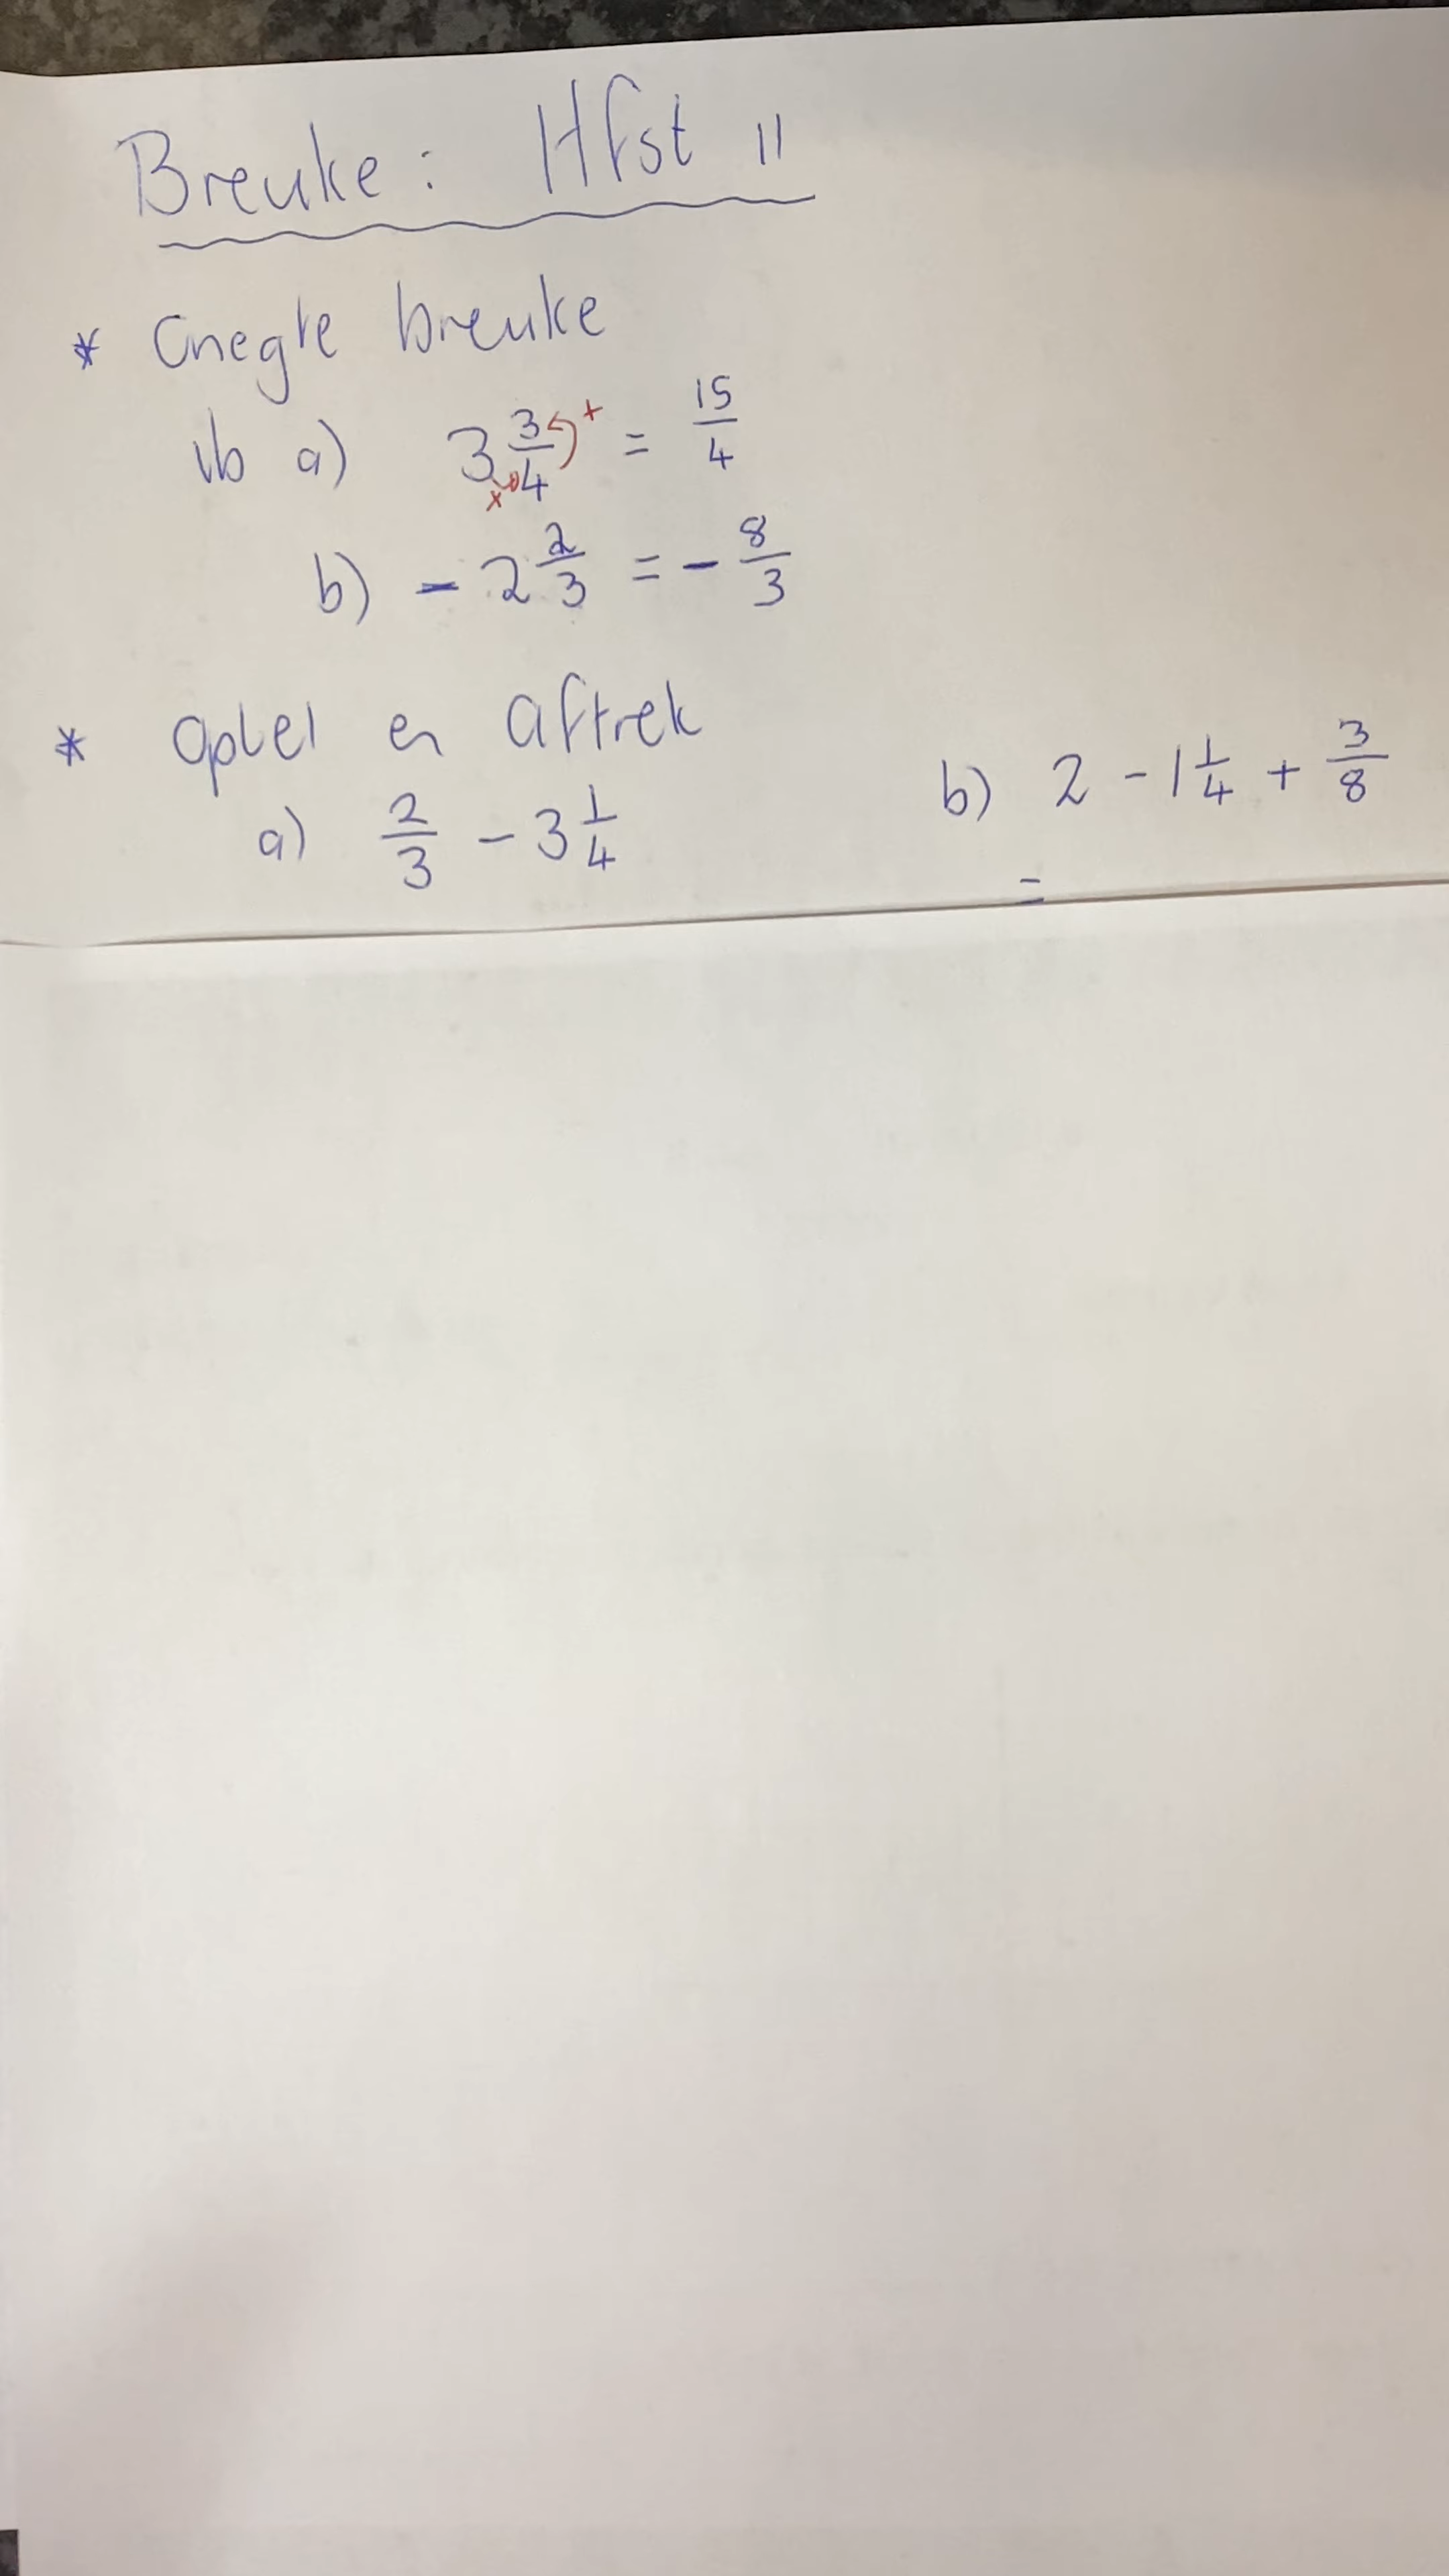 Breuke: Hfst 11
* Onegte breuke
Vb a) 3 3/4 = 15/4
x +
b) - 2 2/3 = - 8/3
* Optel en Aftrek
a) 2/3 - 3 1/4
b) 2 - 1 1/4 + 3/8
=